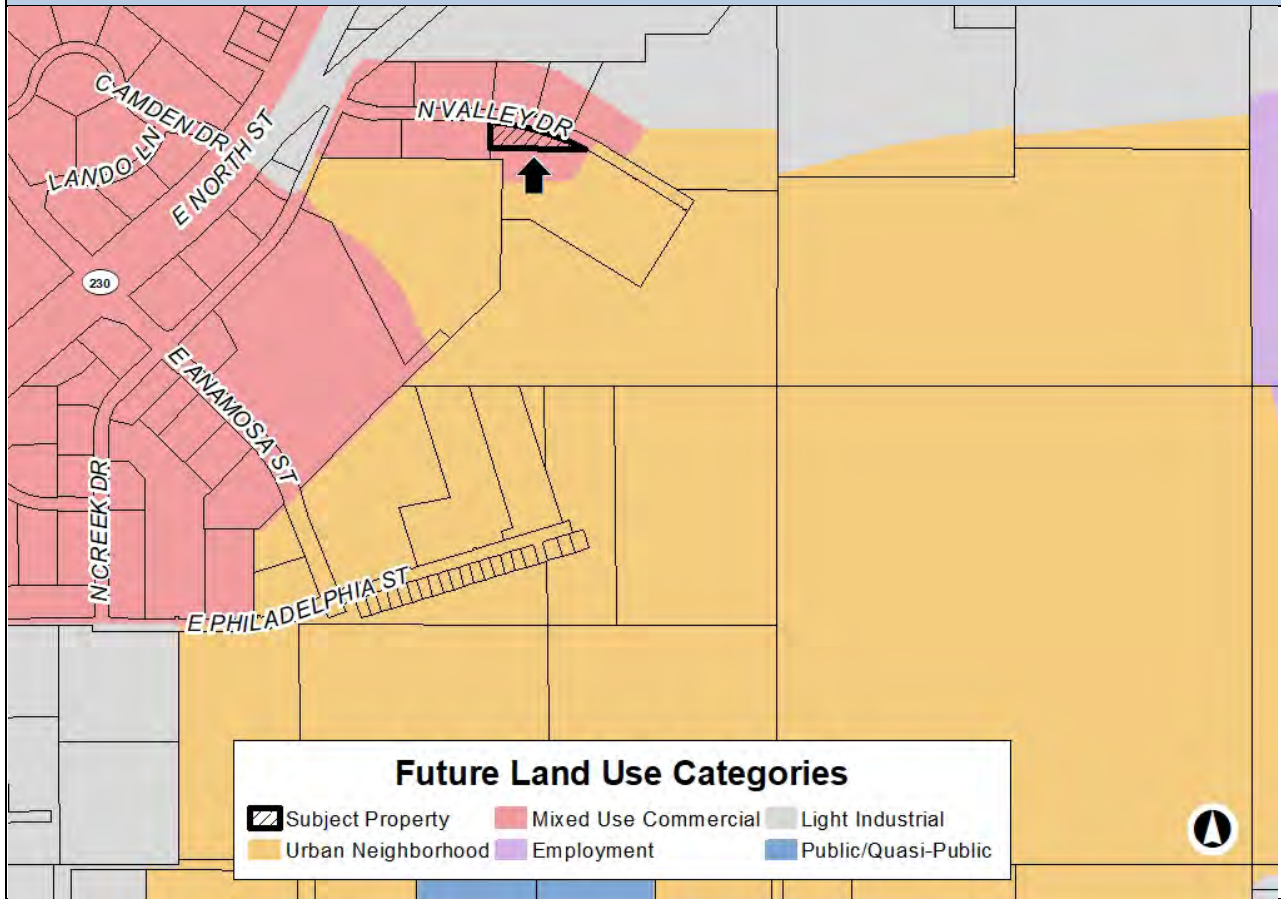 N VALLEY DR
CAMDEN DR
LANDO LN
E NORTH ST
230
E ANAMOSA ST
N CREEK DR
E PHILADELPHIA ST
Future Land Use Categories
Subject Property
Mixed Use Commercial
Light Industrial
Urban Neighborhood
Employment
Public/Quasi-Public